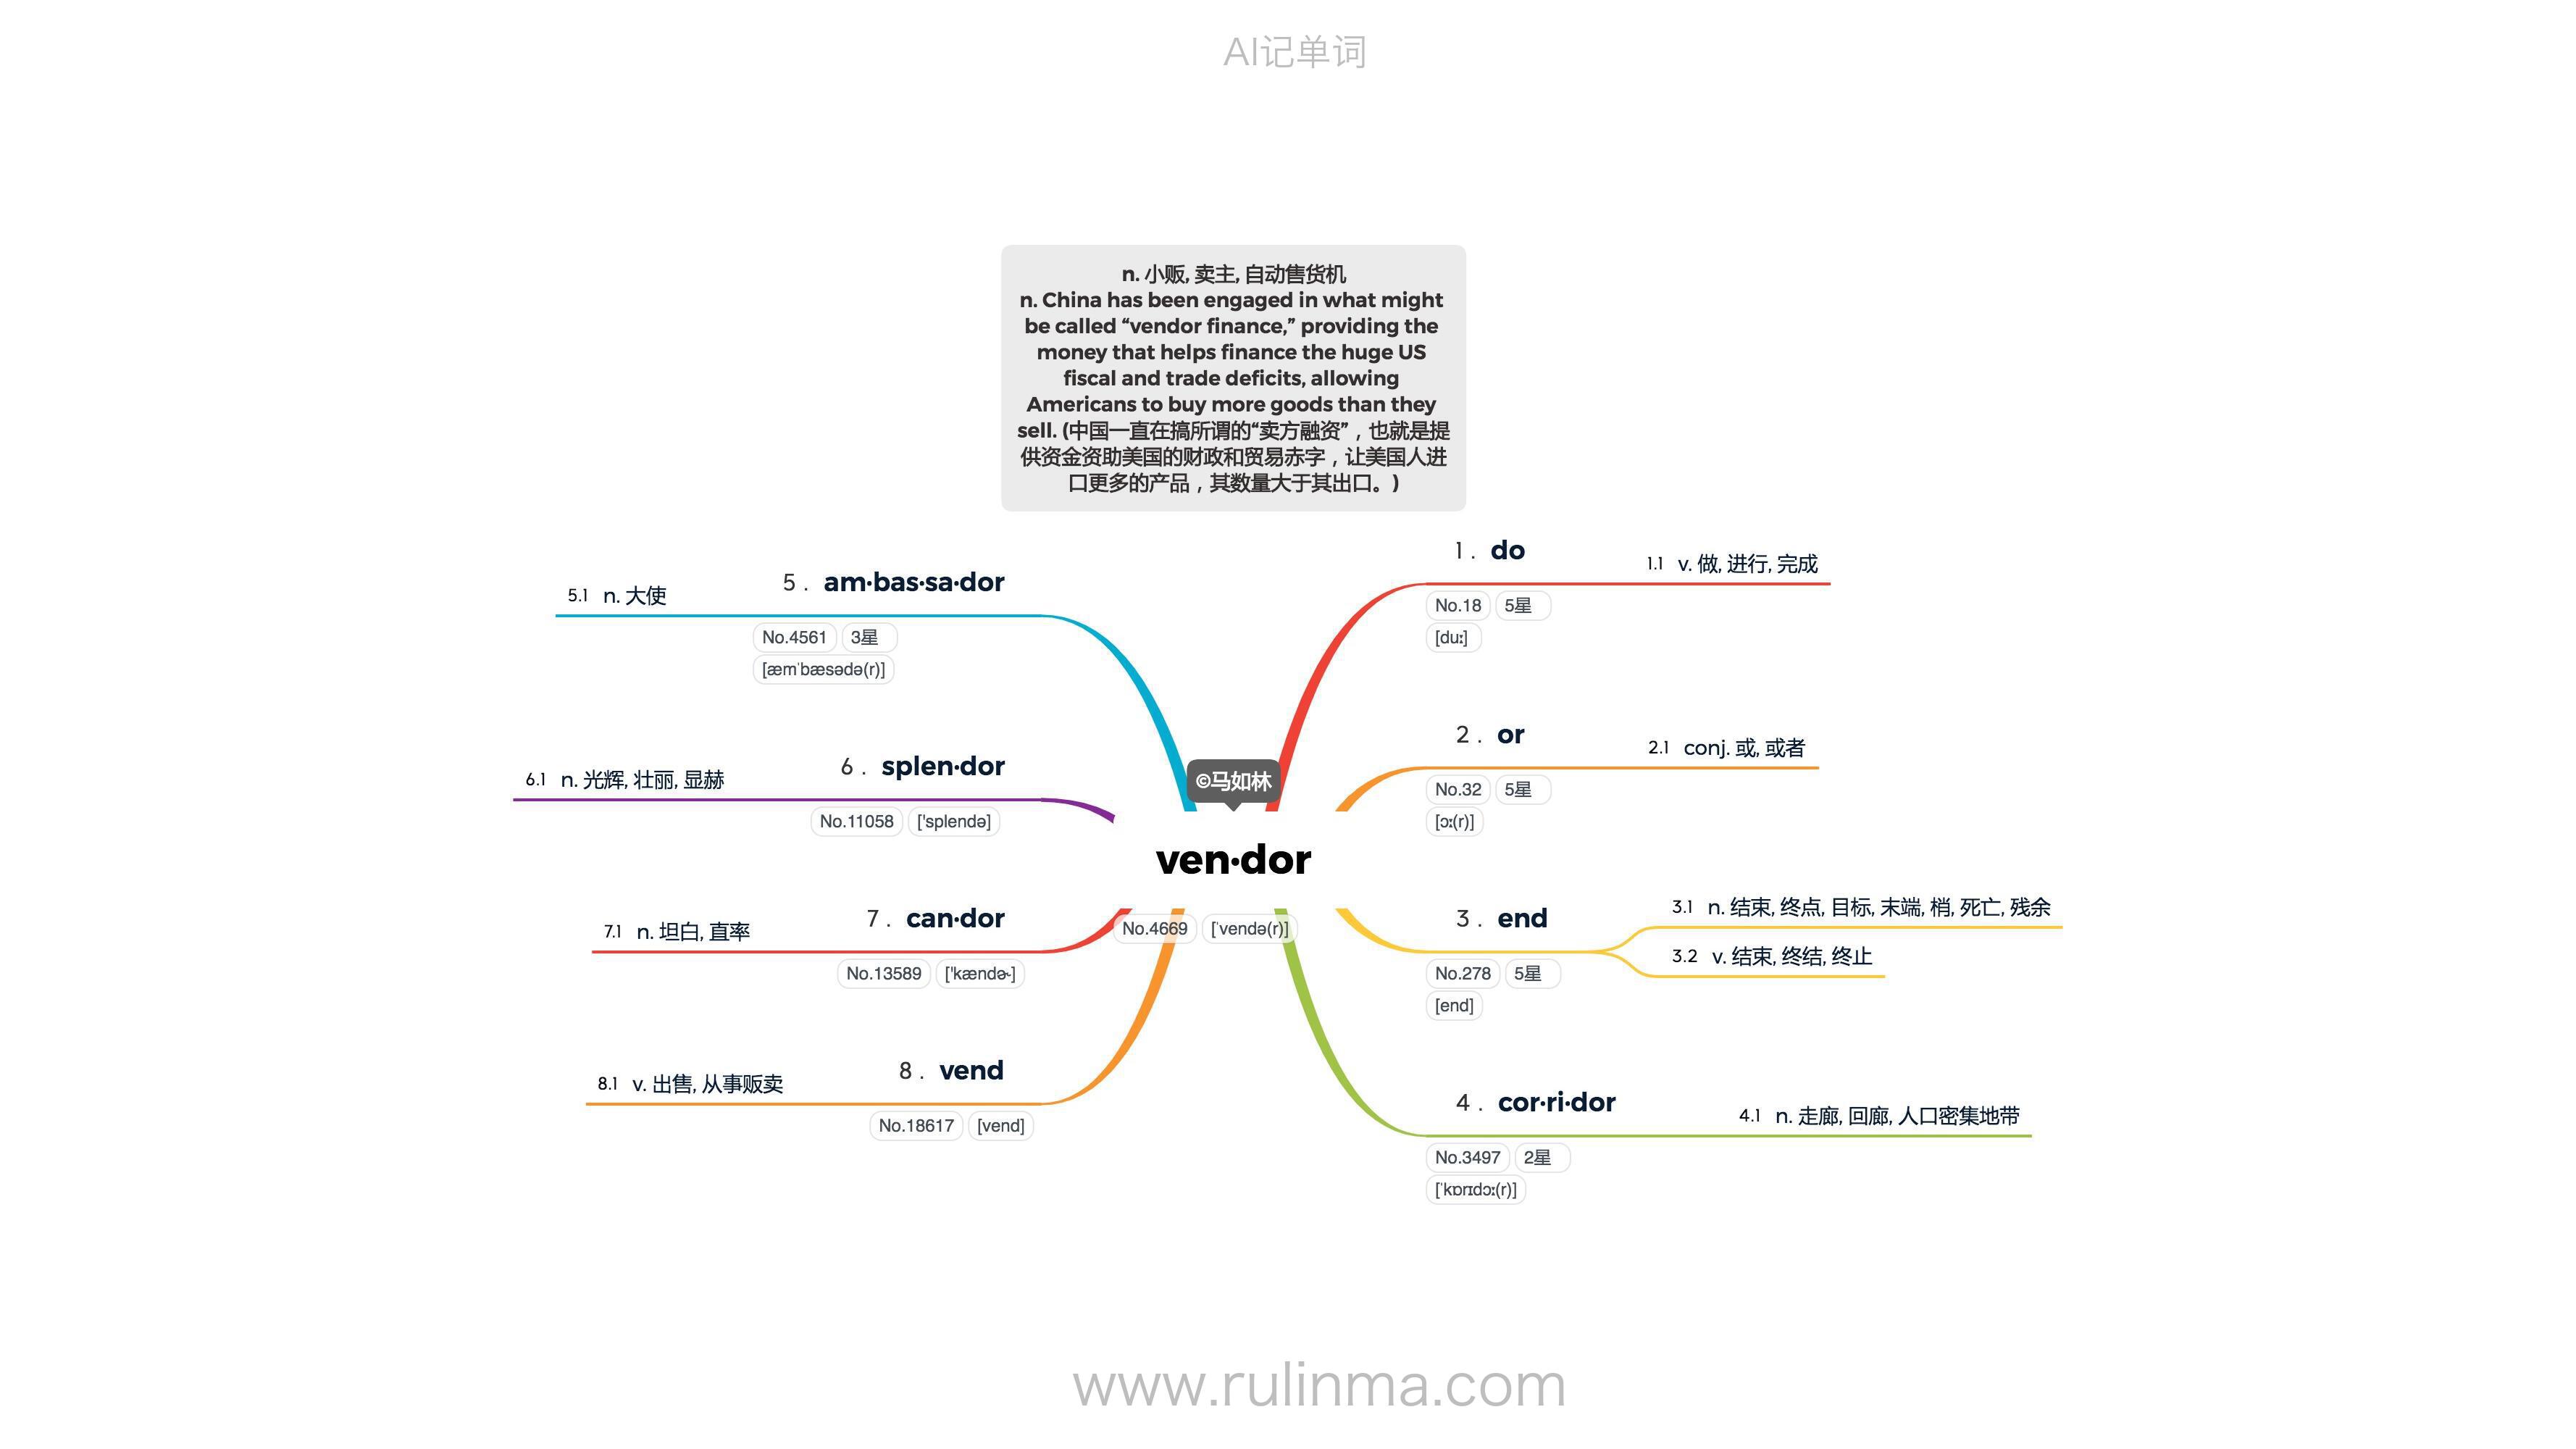 AI记单词
n. 小贩, 卖主, 自动售货机
n. China has been engaged in what might
be called “vendor finance,” providing the
money that helps finance the huge US
fiscal and trade deficits, allowing
Americans to buy more goods than they
sell. (中国一直在搞所谓的“卖方融资”，也就是提
供资金资助美国的财政和贸易赤字，让美国人进
口更多的产品，其数量大于其出口。)
©马如林
ven·dor
No.4669 [ˈvendə(r)]
1 . do
1.1 v. 做, 进行, 完成
No.18 5星
[duː]
2 . or
2.1 conj. 或, 或者
No.32 5星
[ɔː(r)]
3 . end
3.1 n. 结束, 终点, 目标, 末端, 梢, 死亡, 残余
3.2 v. 结束, 终结, 终止
No.278 5星
[end]
4 . cor·ri·dor
4.1 n. 走廊, 回廊, 人口密集地带
No.3497 2星
[ˈkɒrɪdɔː(r)]
5 . am·bas·sa·dor
5.1 n. 大使
No.4561 3星
[æmˈbæsədə(r)]
6 . splen·dor
6.1 n. 光辉, 壮丽, 显赫
No.11058 ['splendə]
7 . can·dor
7.1 n. 坦白, 直率
No.13589 ['kændɚ]
8 . vend
8.1 v. 出售, 从事贩卖
No.18617 [vend]
www.rulinma.com